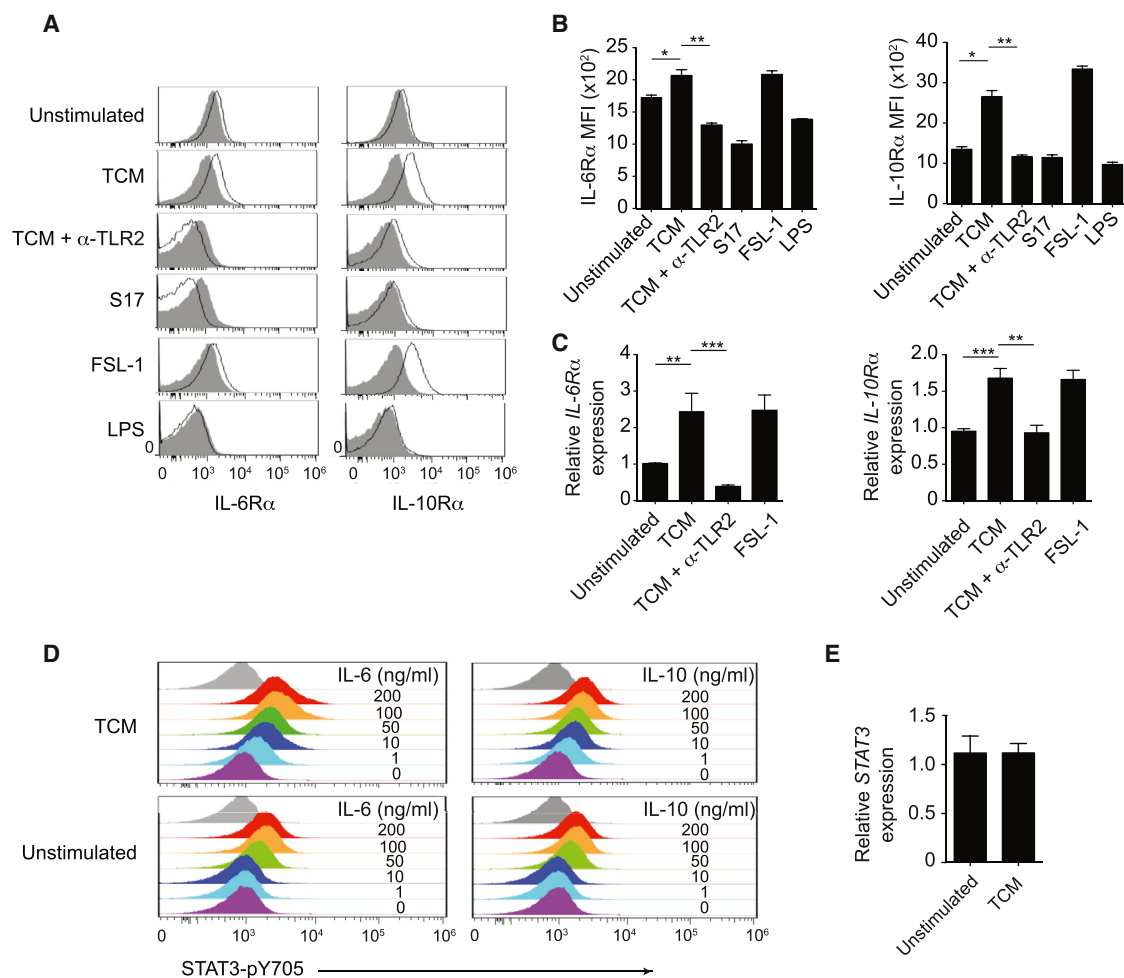 A
Unstimulated
TCM
TCM + α-TLR2
S17
FSL-1
LPS
0
0
10³ 10⁴ 10⁵ 10⁶
10³ 10⁴ 10⁵ 10⁶
IL-6Rα
IL-10Rα
B
IL-6Rα MFI (x10²)
25
20
15
10
5
0
* **
Unstimulated
TCM
TCM + α-TLR2
S17
FSL-1
LPS
IL-10Rα MFI (x10²)
40
30
20
10
0
* **
Unstimulated
TCM
TCM + α-TLR2
S17
FSL-1
LPS
C
Relative IL-6Rα
expression
4
3
2
1
0
** ***
Unstimulated
TCM
TCM + α-TLR2
FSL-1
Relative IL-10Rα
expression
2.0
1.5
1.0
0.5
0
*** **
Unstimulated
TCM
TCM + α-TLR2
FSL-1
D
TCM
IL-6 (ng/ml)
200
100
50
10
1
0
IL-10 (ng/ml)
200
100
50
10
1
0
Unstimulated
IL-6 (ng/ml)
200
100
50
10
1
0
IL-10 (ng/ml)
200
100
50
10
1
0
0 10³ 10⁴ 10⁵ 10⁶
0 10³ 10⁴ 10⁵ 10⁶
STAT3-pY705
E
Relative STAT3
expression
1.5
1.0
0.5
0
Unstimulated
TCM